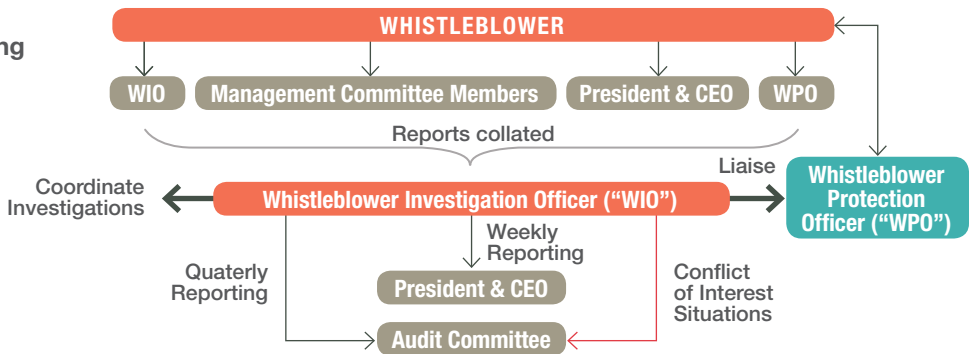 WHISTLEBLOWER
ng
WIO
Management Committee Members
President & CEO
WPO
Reports collated
Coordinate
Investigations
Whistleblower Investigation Officer (“WIO”)
Liaise
Whistleblower
Protection
Officer (“WPO”)
Weekly
Reporting
Quaterly
Reporting
President & CEO
Conflict
of Interest
Situations
Audit Committee